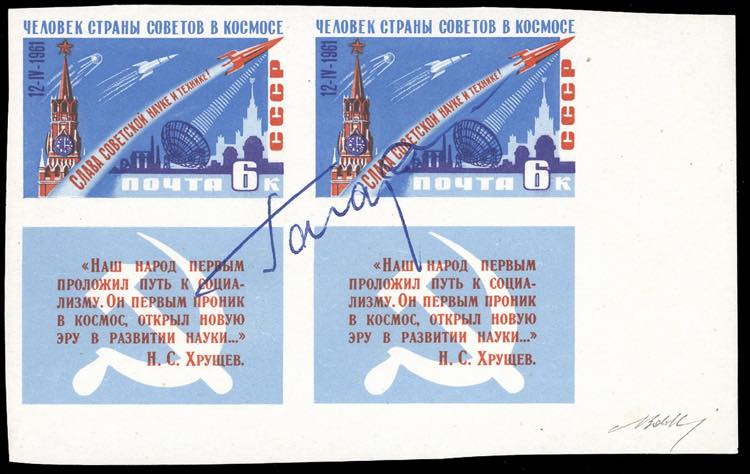 ЧЕЛОВЕК СТРАНЫ СОВЕТОВ В КОСМОСЕ
12-IV-1961
СЛАВА СОВЕТСКОЙ НАУКЕ И ТЕХНИКЕ!
СССР
ПОЧТА 6 К
ЧЕЛОВЕК СТРАНЫ СОВЕТОВ В КОСМОСЕ
12-IV-1961
СЛАВА СОВЕТСКОЙ НАУКЕ И ТЕХНИКЕ!
СССР
ПОЧТА 6 К
«НАШ НАРОД ПЕРВЫМ
ПРОЛОЖИЛ ПУТЬ К СОЦИА-
ЛИЗМУ. ОН ПЕРВЫМ ПРОНИК
В КОСМОС, ОТКРЫЛ НОВУЮ
ЭРУ В РАЗВИТИИ НАУКИ...»
Н. С. ХРУЩЕВ.
«НАШ НАРОД ПЕРВЫМ
ПРОЛОЖИЛ ПУТЬ К СОЦИА-
ЛИЗМУ. ОН ПЕРВЫМ ПРОНИК
В КОСМОС, ОТКРЫЛ НОВУЮ
ЭРУ В РАЗВИТИИ НАУКИ...»
Н. С. ХРУЩЕВ.